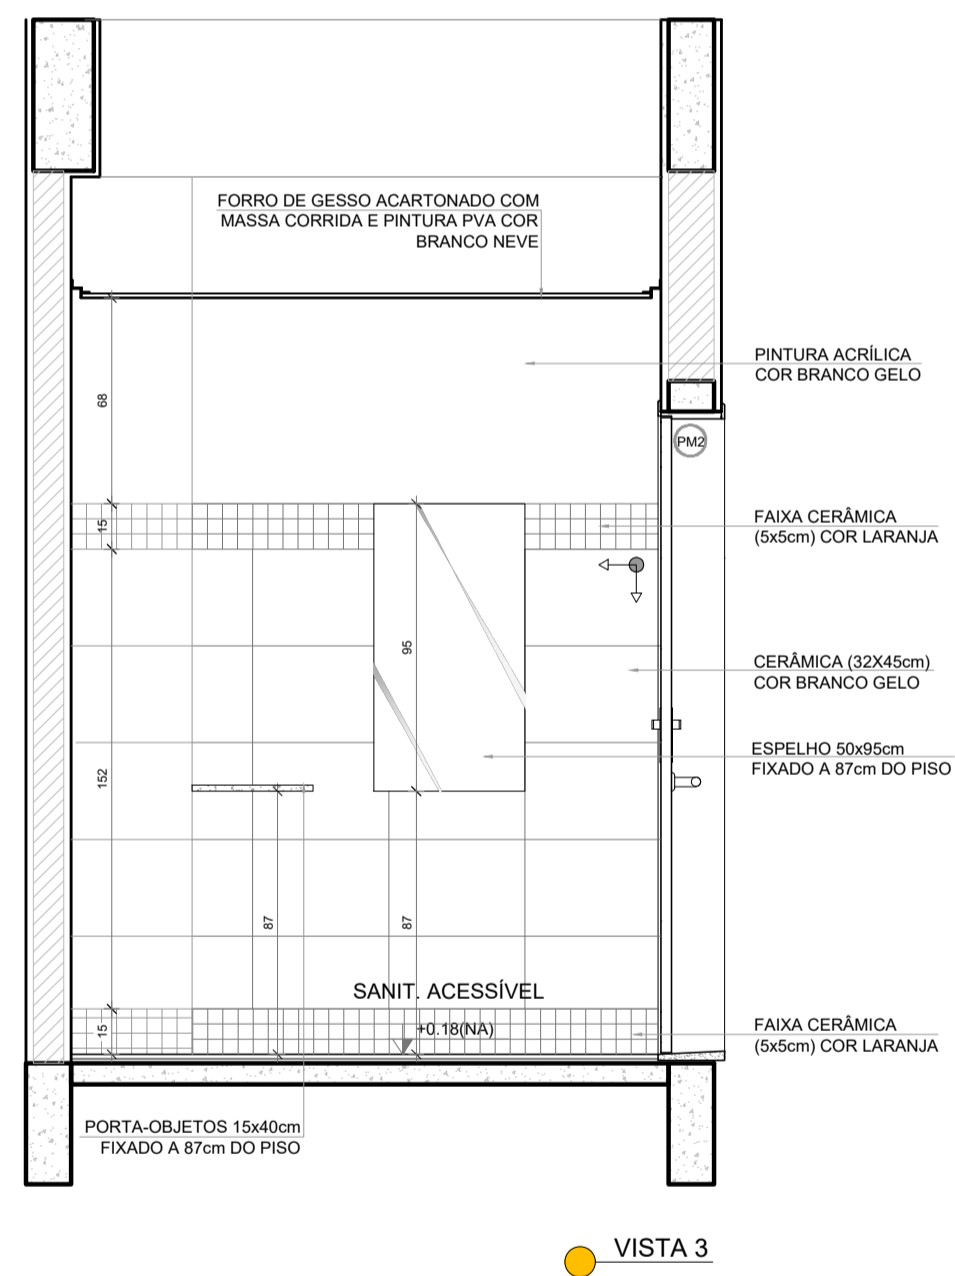 FORRO DE GESSO ACARTONADO COM
MASSA CORRIDA E PINTURA PVA COR
BRANCO NEVE
PINTURA ACRÍLICA
COR BRANCO GELO
68
PM2
15
FAIXA CERÂMICA
(5x5cm) COR LARANJA
95
CERÂMICA (32X45cm)
COR BRANCO GELO
ESPELHO 50x95cm
FIXADO A 87cm DO PISO
152
87
87
SANIT. ACESSÍVEL
+0.18(NA)
15
FAIXA CERÂMICA
(5x5cm) COR LARANJA
PORTA-OBJETOS 15x40cm
FIXADO A 87cm DO PISO
VISTA 3